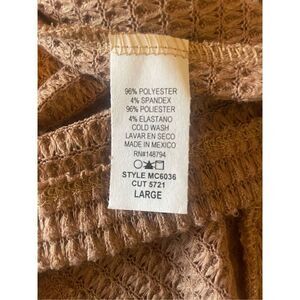 96% POLYESTER
4% SPANDEX
96% POLIESTER
4% ELASTANO
COLD WASH
LAVAR EN SECO
MADE IN MEXICO
RN#148794
STYLE MC6036
CUT 5721
LARGE